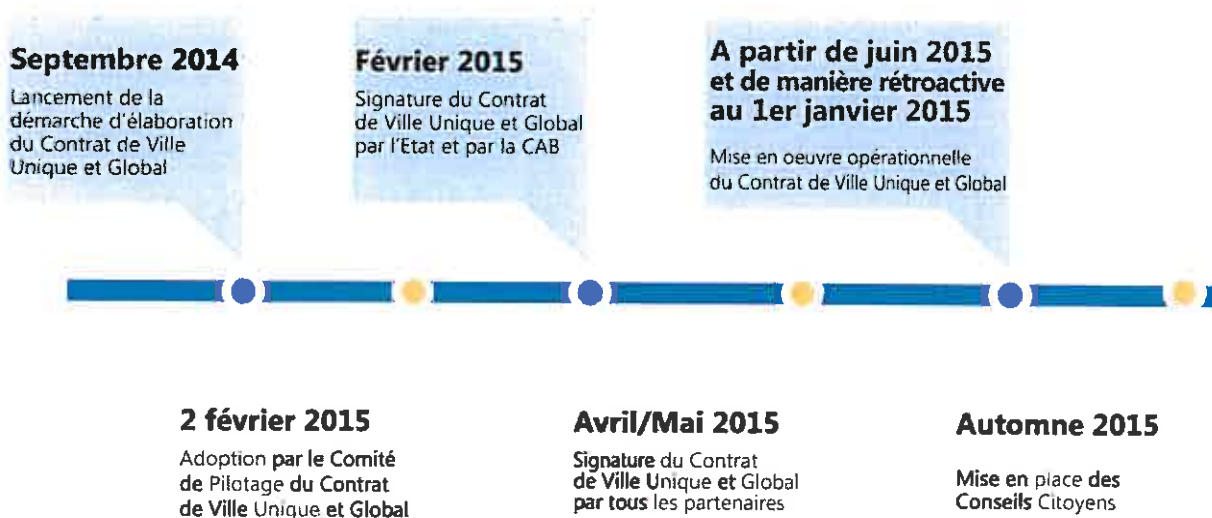 Septembre 2014
Lancement de la
démarche d'élaboration
du Contrat de Ville
Unique et Global
Février 2015
Signature du Contrat
de Ville Unique et Global
par l'Etat et par la CAB
A partir de juin 2015
et de manière rétroactive
au 1er janvier 2015
Mise en oeuvre opérationnelle
du Contrat de Ville Unique et Global
2 février 2015
Adoption par le Comité
de Pilotage du Contrat
de Ville Unique et Global
Avril/Mai 2015
Signature du Contrat
de Ville Unique et Global
par tous les partenaires
Automne 2015
Mise en place des
Conseils Citoyens